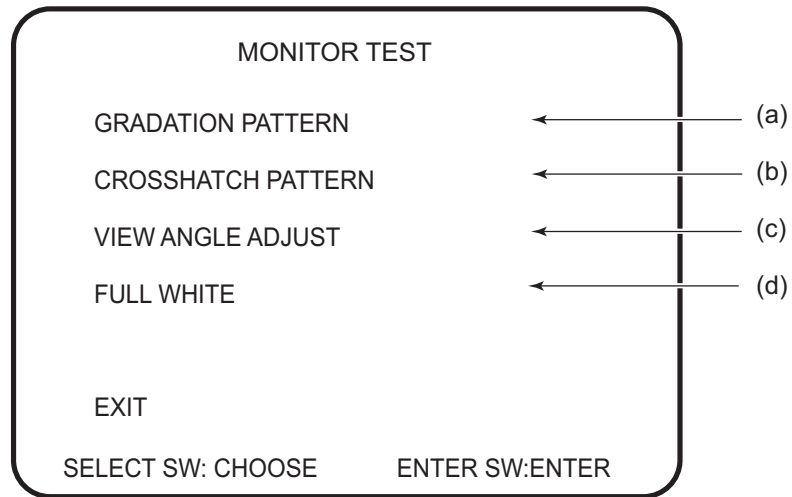 MONITOR TEST
GRADATION PATTERN (a)
CROSSHATCH PATTERN (b)
VIEW ANGLE ADJUST (c)
FULL WHITE (d)
EXIT
SELECT SW: CHOOSE ENTER SW:ENTER